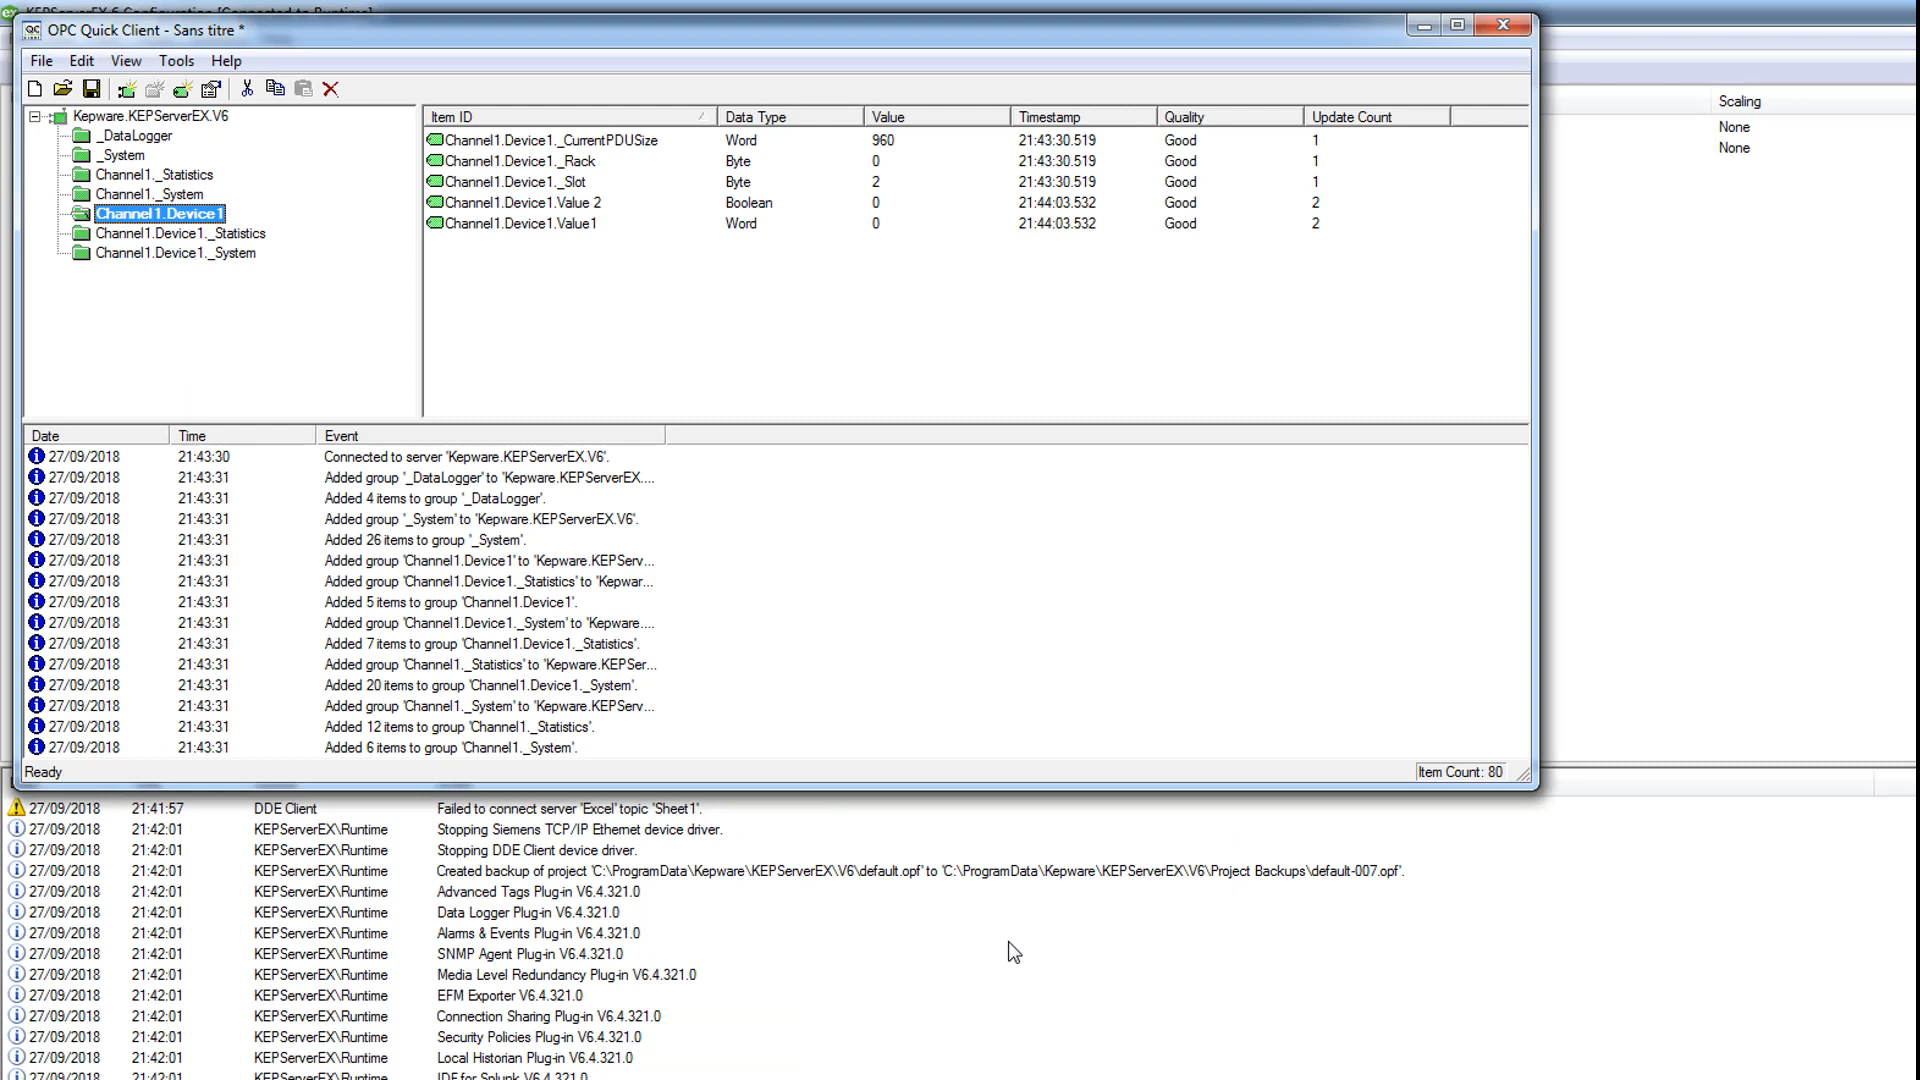 KEPServerEX 6 Configuration [Connected to Runtime]
OPC Quick Client - Sans titre *
File Edit View Tools Help
Kepware.KEPServerEX.V6
_DataLogger
_System
Channel1._Statistics
Channel1._System
Channel1.Device1
Channel1.Device1._Statistics
Channel1.Device1._System
Item ID Data Type Value Timestamp Quality Update Count
Channel1.Device1._CurrentPDUSize Word 960 21:43:30.519 Good 1
Channel1.Device1._Rack Byte 0 21:43:30.519 Good 1
Channel1.Device1._Slot Byte 2 21:43:30.519 Good 1
Channel1.Device1.Value 2 Boolean 0 21:44:03.532 Good 2
Channel1.Device1.Value1 Word 0 21:44:03.532 Good 2
Scaling
None
None
Date Time Event
27/09/2018 21:43:30 Connected to server 'Kepware.KEPServerEX.V6'.
27/09/2018 21:43:31 Added group '_DataLogger' to 'Kepware.KEPServerEX....
27/09/2018 21:43:31 Added 4 items to group '_DataLogger'.
27/09/2018 21:43:31 Added group '_System' to 'Kepware.KEPServerEX.V6'.
27/09/2018 21:43:31 Added 26 items to group '_System'.
27/09/2018 21:43:31 Added group 'Channel1.Device1' to 'Kepware.KEPServ...
27/09/2018 21:43:31 Added group 'Channel1.Device1._Statistics' to 'Kepwar...
27/09/2018 21:43:31 Added 5 items to group 'Channel1.Device1'.
27/09/2018 21:43:31 Added group 'Channel1.Device1._System' to 'Kepware....
27/09/2018 21:43:31 Added 7 items to group 'Channel1.Device1._Statistics'.
27/09/2018 21:43:31 Added group 'Channel1._Statistics' to 'Kepware.KEPSer...
27/09/2018 21:43:31 Added 20 items to group 'Channel1.Device1._System'.
27/09/2018 21:43:31 Added group 'Channel1._System' to 'Kepware.KEPServ...
27/09/2018 21:43:31 Added 12 items to group 'Channel1._Statistics'.
27/09/2018 21:43:31 Added 6 items to group 'Channel1._System'.
Ready Item Count: 80
27/09/2018 21:41:57 DDE Client Failed to connect server 'Excel' topic 'Sheet1'.
27/09/2018 21:42:01 KEPServerEX\Runtime Stopping Siemens TCP/IP Ethernet device driver.
27/09/2018 21:42:01 KEPServerEX\Runtime Stopping DDE Client device driver.
27/09/2018 21:42:01 KEPServerEX\Runtime Created backup of project 'C:\ProgramData\Kepware\KEPServerEX\V6\default.opf' to 'C:\ProgramData\Kepware\KEPServerEX\V6\Project Backups\default-007.opf'.
27/09/2018 21:42:01 KEPServerEX\Runtime Advanced Tags Plug-in V6.4.321.0
27/09/2018 21:42:01 KEPServerEX\Runtime Data Logger Plug-in V6.4.321.0
27/09/2018 21:42:01 KEPServerEX\Runtime Alarms & Events Plug-in V6.4.321.0
27/09/2018 21:42:01 KEPServerEX\Runtime SNMP Agent Plug-in V6.4.321.0
27/09/2018 21:42:01 KEPServerEX\Runtime Media Level Redundancy Plug-in V6.4.321.0
27/09/2018 21:42:01 KEPServerEX\Runtime EFM Exporter V6.4.321.0
27/09/2018 21:42:01 KEPServerEX\Runtime Connection Sharing Plug-in V6.4.321.0
27/09/2018 21:42:01 KEPServerEX\Runtime Security Policies Plug-in V6.4.321.0
27/09/2018 21:42:01 KEPServerEX\Runtime Local Historian Plug-in V6.4.321.0
27/09/2018 21:42:01 KEPServerEX\Runtime IDF for Splunk V6.4.321.0